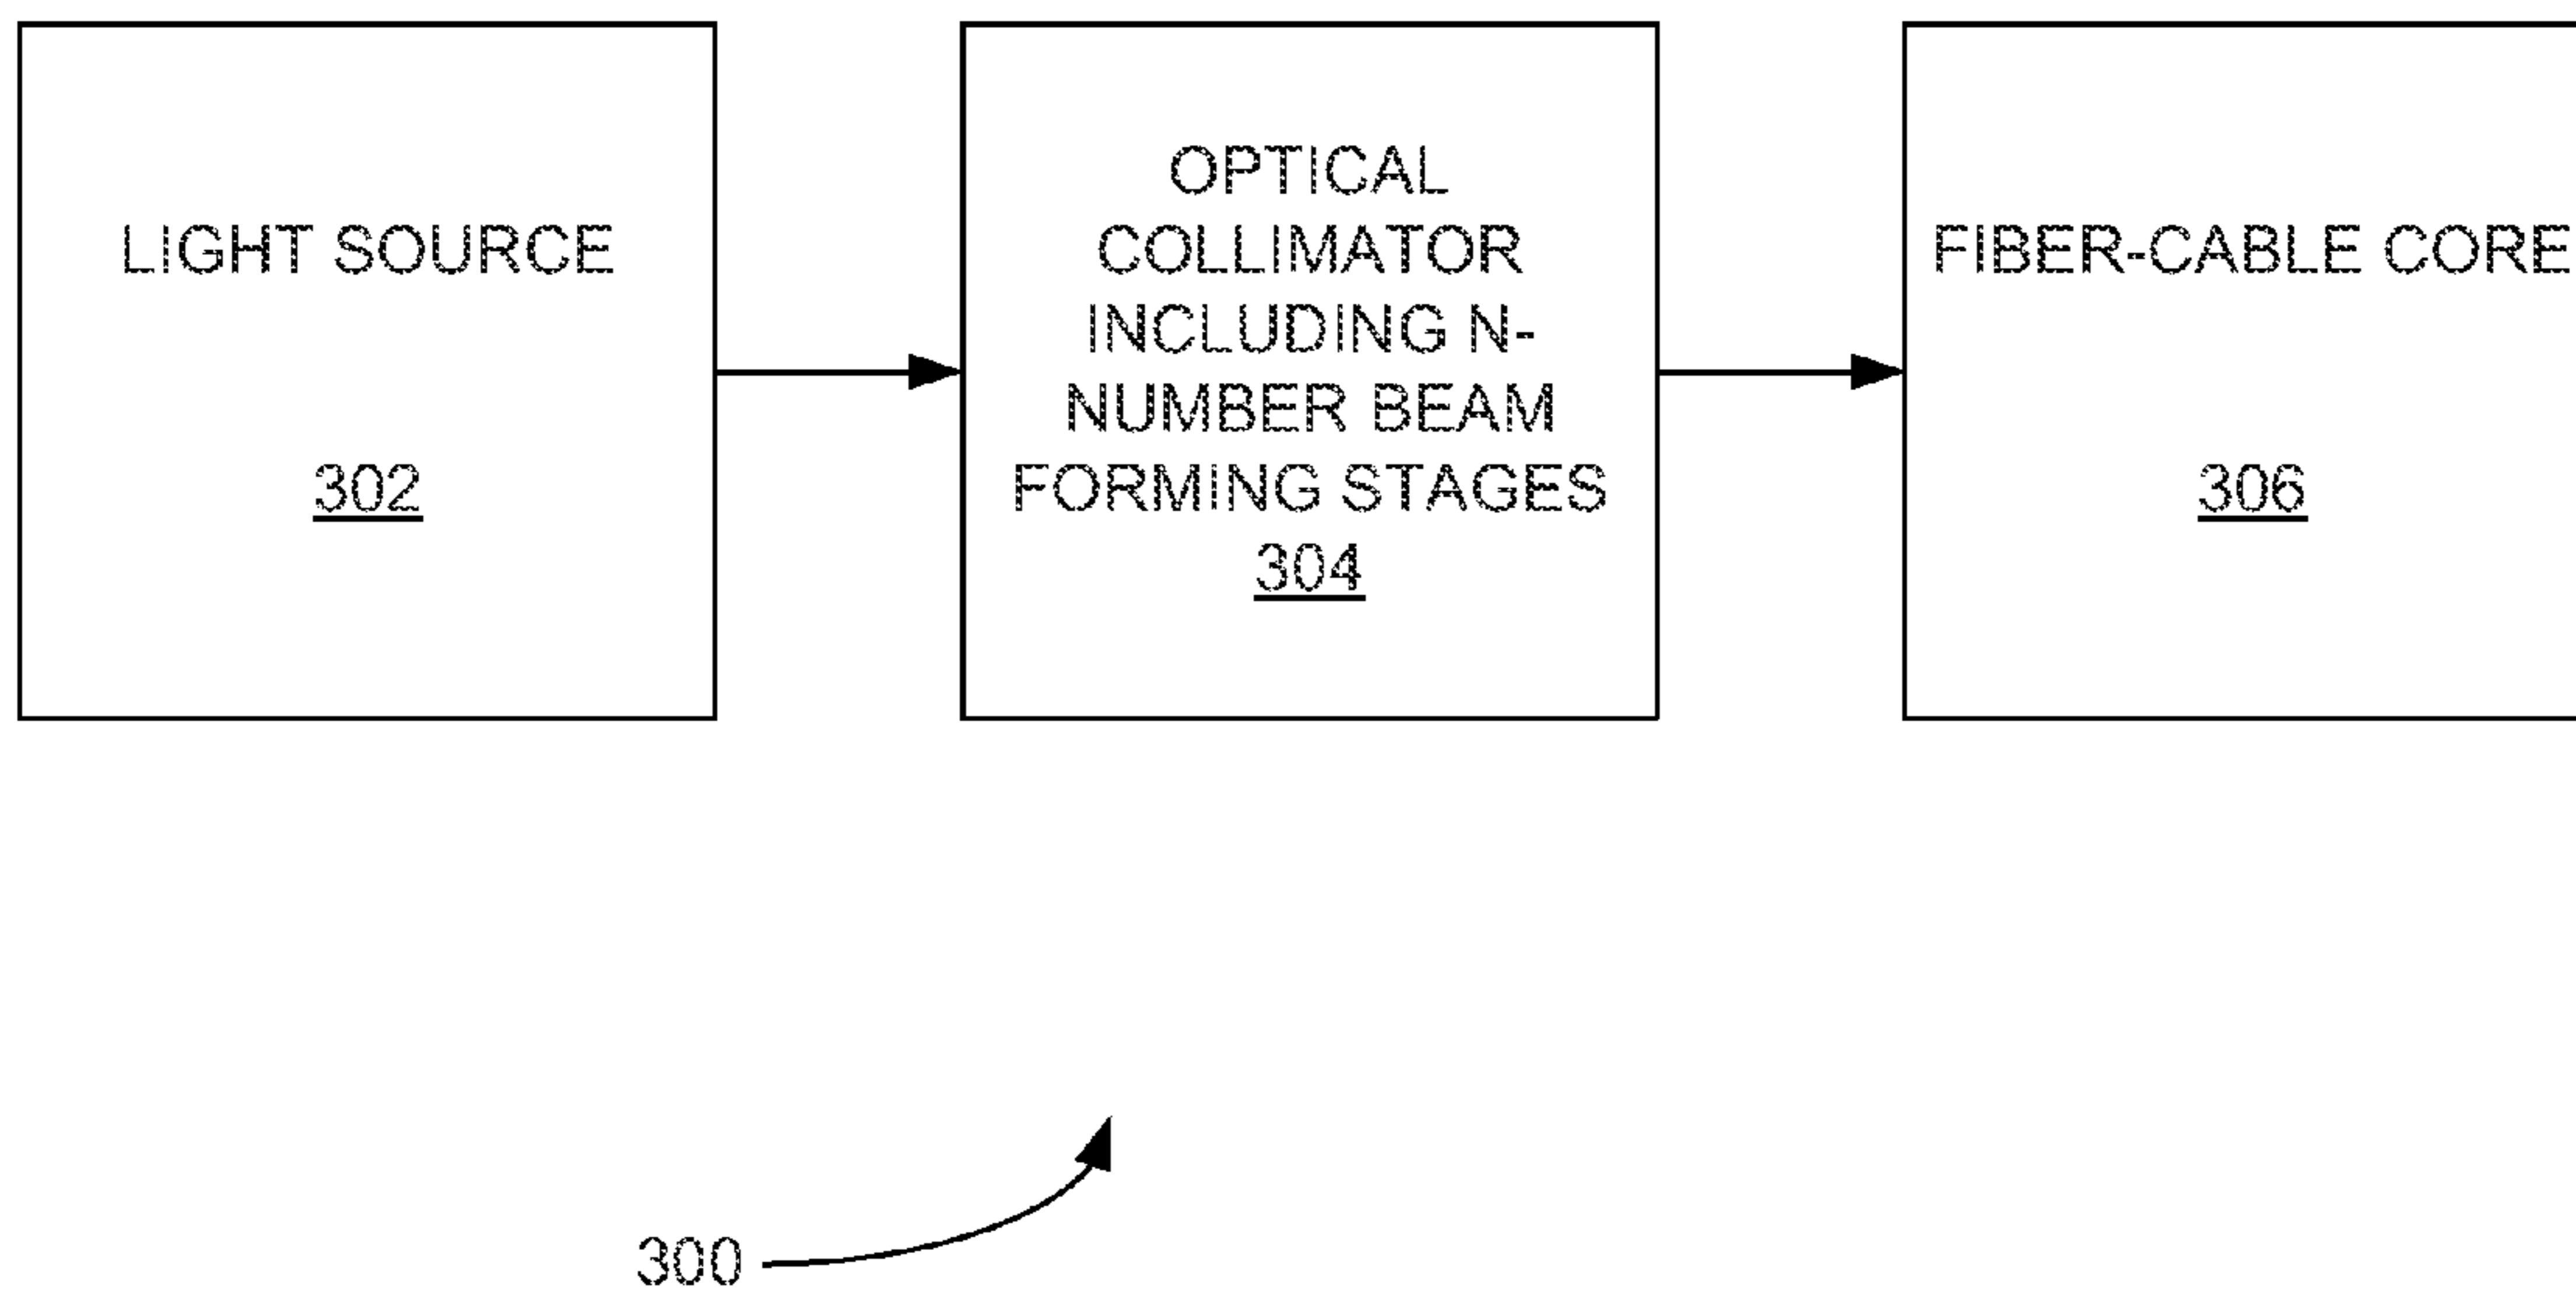 LIGHT SOURCE
302
OPTICAL
COLLIMATOR
INCLUDING N-
NUMBER BEAM
FORMING STAGES
304
FIBER-CABLE CORE
306
300